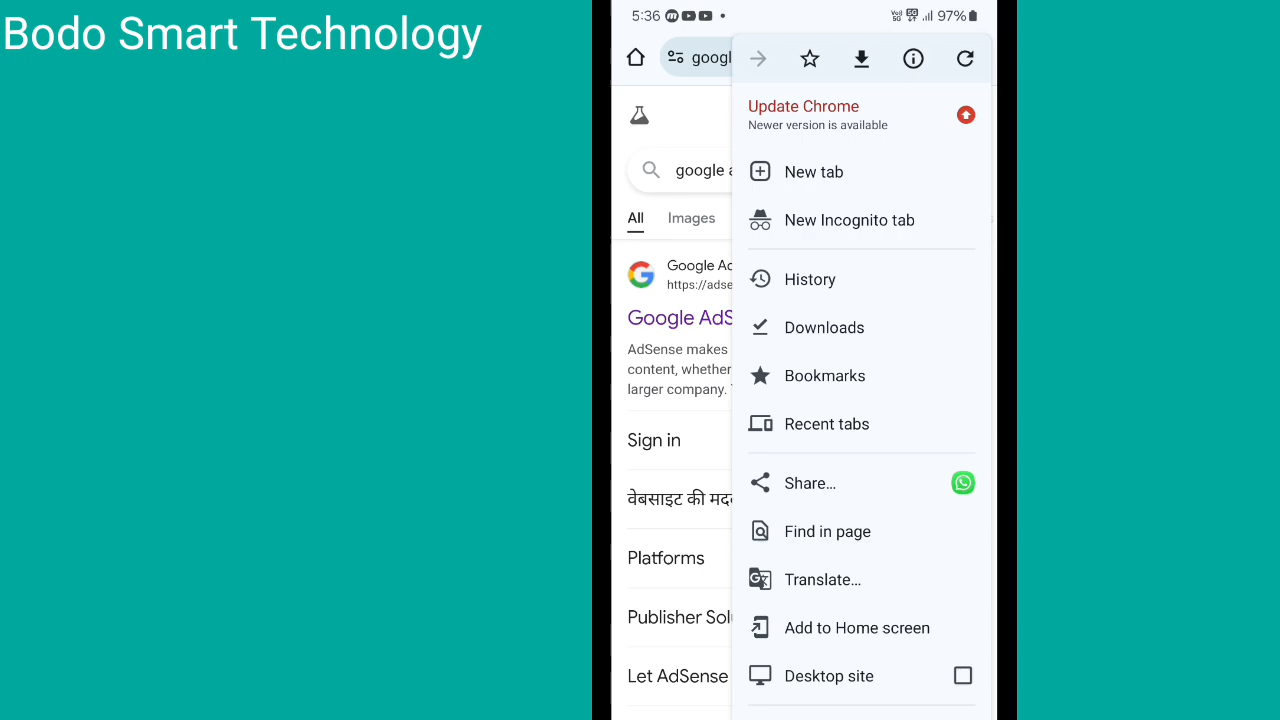 Bodo Smart Technology
5:36
97%
googl
Update Chrome
Newer version is available
google a
New tab
All
Images
New Incognito tab
Google Ad
https://adse
History
Google AdS
Downloads
AdSense makes
content, whether
larger company.
Bookmarks
Recent tabs
Sign in
Share...
वेबसाइट की मद
Find in page
Platforms
Translate...
Publisher Sol
Add to Home screen
Let AdSense
Desktop site